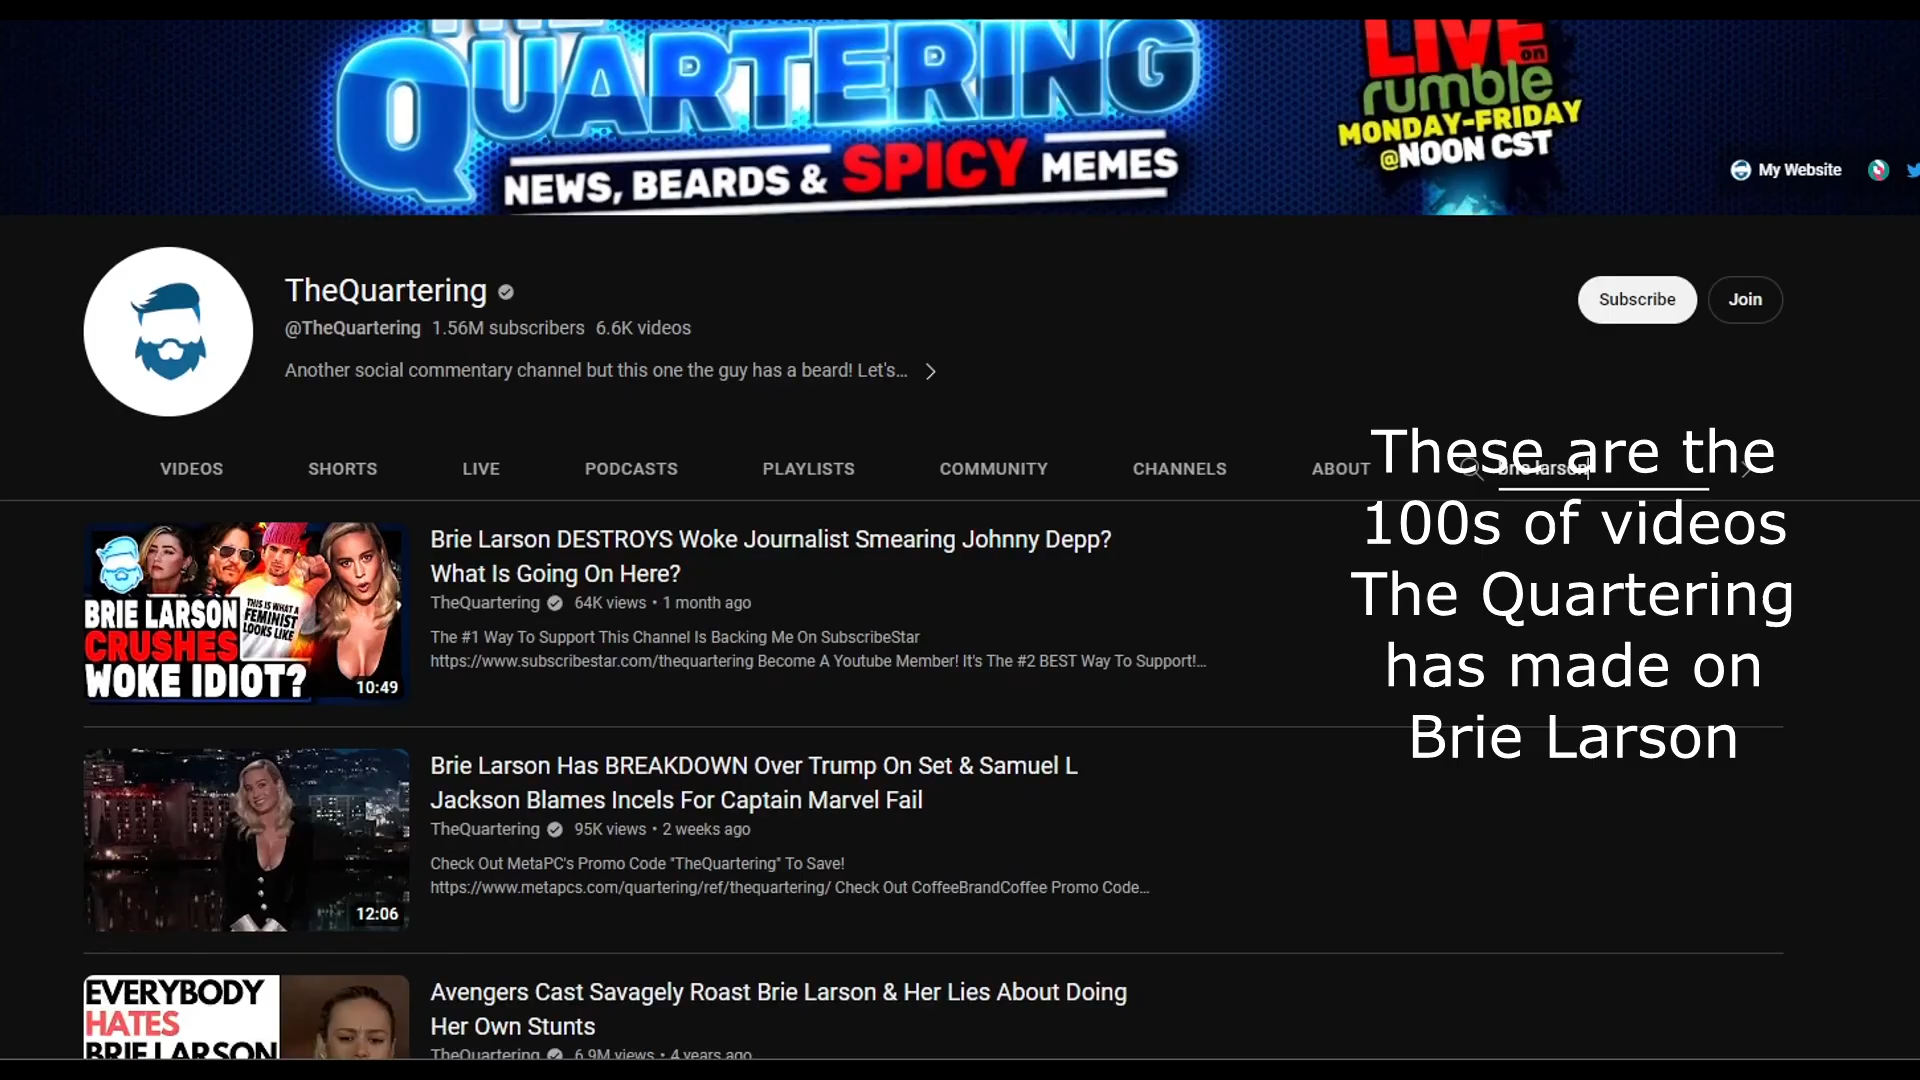 THE
QUARTERING
NEWS, BEARDS & SPICY MEMES
LIVE on
rumble
MONDAY-FRIDAY
@NOON CST
My Website
TheQuartering
@TheQuartering 1.56M subscribers 6.6K videos
Another social commentary channel but this one the guy has a beard! Let's...
Subscribe
Join
VIDEOS SHORTS LIVE PODCASTS PLAYLISTS COMMUNITY CHANNELS ABOUT brie larson
These are the
100s of videos
The Quartering
has made on
Brie Larson
BRIE LARSON
CRUSHES
WOKE IDIOT?
THIS IS WHAT A
FEMINIST
LOOKS LIKE
10:49
Brie Larson DESTROYS Woke Journalist Smearing Johnny Depp?
What Is Going On Here?
TheQuartering 64K views • 1 month ago
The #1 Way To Support This Channel Is Backing Me On SubscribeStar
https://www.subscribestar.com/thequartering Become A Youtube Member! It's The #2 BEST Way To Support!...
12:06
Brie Larson Has BREAKDOWN Over Trump On Set & Samuel L
Jackson Blames Incels For Captain Marvel Fail
TheQuartering 95K views • 2 weeks ago
Check Out MetaPC's Promo Code "TheQuartering" To Save!
https://www.metapcs.com/quartering/ref/thequartering/ Check Out CoffeeBrandCoffee Promo Code...
EVERYBODY
HATES
BRIE LARSON
Avengers Cast Savagely Roast Brie Larson & Her Lies About Doing
Her Own Stunts
TheQuartering 6.9M views • 4 years ago